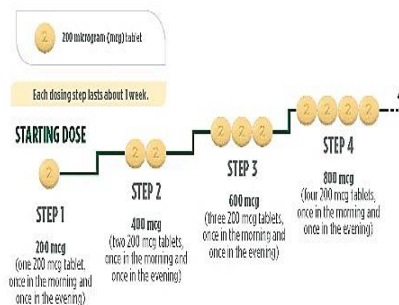 2
200 microgram (mcg) tablet
Each dosing step lasts about 1 week.
STARTING DOSE
2
STEP 1
200 mcg
(one 200 mcg tablet,
once in the morning and
once in the evening)
2 2
STEP 2
400 mcg
(two 200 mcg tablets,
once in the morning and
once in the evening)
2 2 2
STEP 3
600 mcg
(three 200 mcg tablets,
once in the morning and
once in the evening)
2 2 2 2
STEP 4
800 mcg
(four 200 mcg tablets,
once in the morning and
once in the evening)